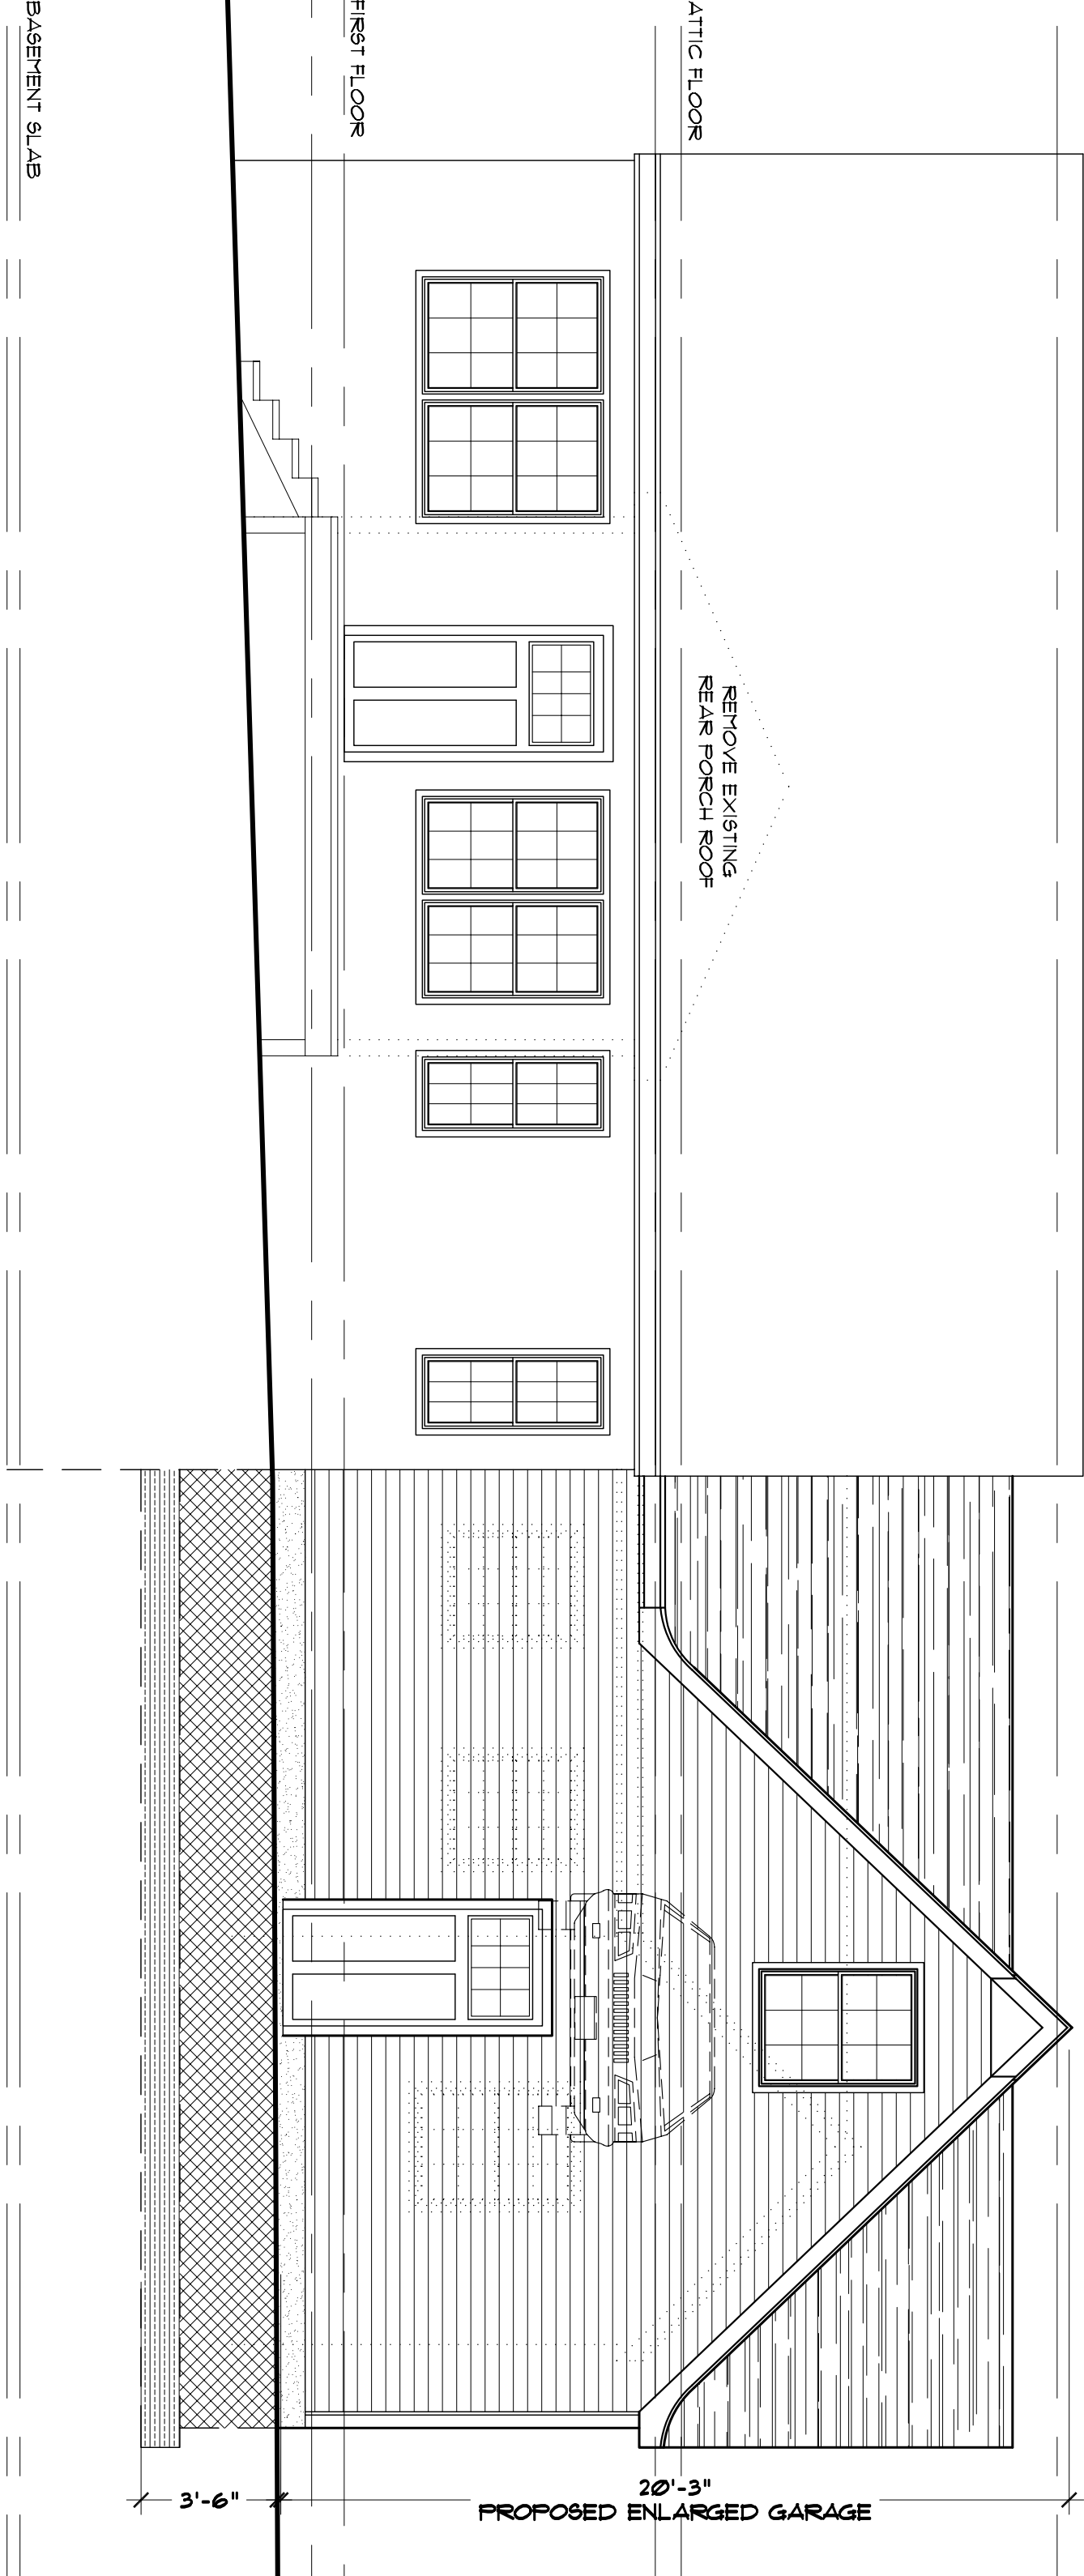 ATTIC FLOOR
FIRST FLOOR
BASEMENT SLAB
REMOVE EXISTING
REAR PORCH ROOF
20'-3"
PROPOSED ENLARGED GARAGE
3'-6"